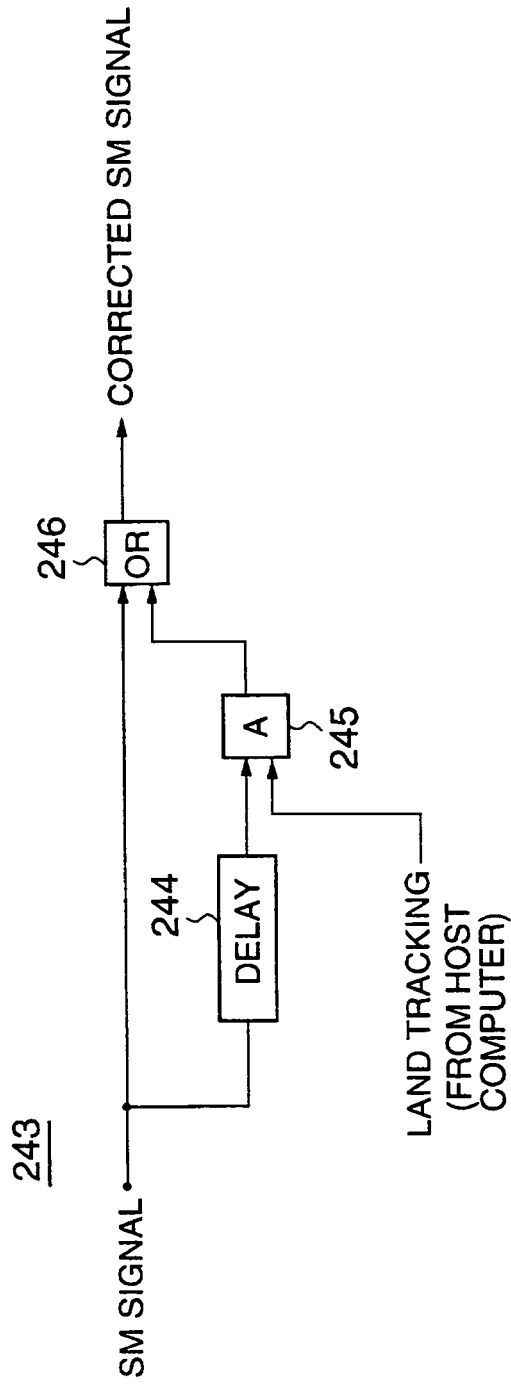 243
SM SIGNAL
244
DELAY
LAND TRACKING
(FROM HOST
COMPUTER)
A
245
246
OR
CORRECTED SM SIGNAL